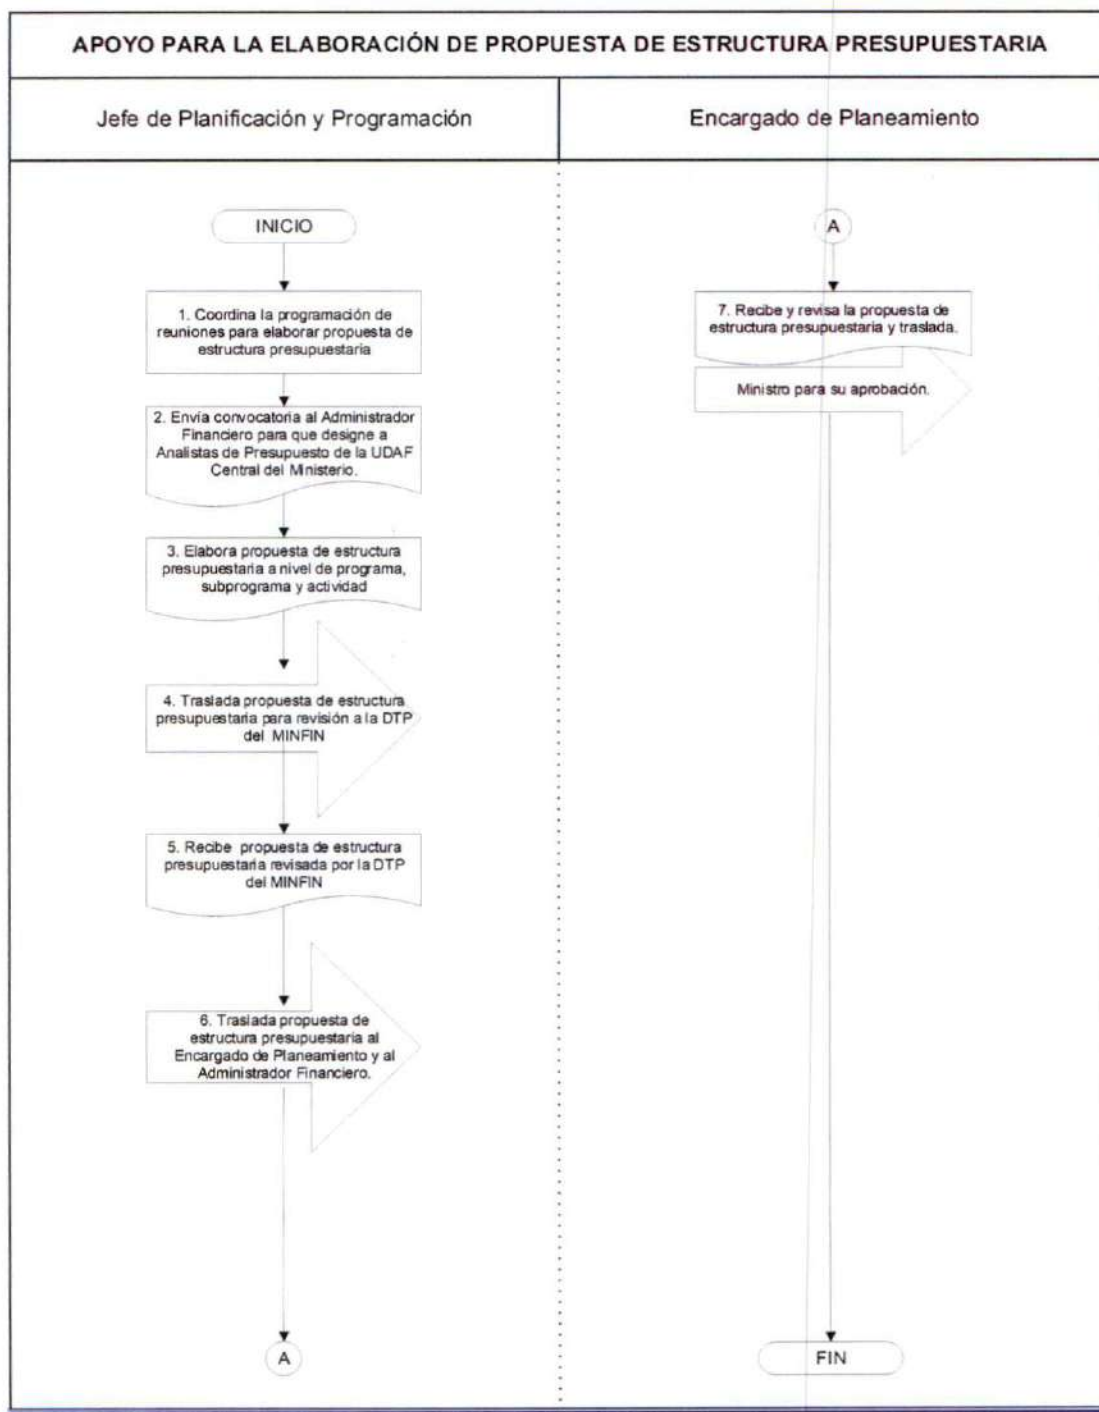 APOYO PARA LA ELABORACIÓN DE PROPUESTA DE ESTRUCTURA PRESUPUESTARIA
Jefe de Planificación y Programación
Encargado de Planeamiento
INICIO
1. Coordina la programación de
reuniones para elaborar propuesta de
estructura presupuestaria
2. Envía convocatoria al Administrador
Financiero para que designe a
Analistas de Presupuesto de la UDAF
Central del Ministerio.
3. Elabora propuesta de estructura
presupuestaria a nivel de programa,
subprograma y actividad
4. Traslada propuesta de estructura
presupuestaria para revisión a la DTP
del MINFIN
5. Recibe propuesta de estructura
presupuestaria revisada por la DTP
del MINFIN
6. Traslada propuesta de
estructura presupuestaria al
Encargado de Planeamiento y al
Administrador Financiero.
A
A
7. Recibe y revisa la propuesta de
estructura presupuestaria y traslada.
Ministro para su aprobación.
FIN